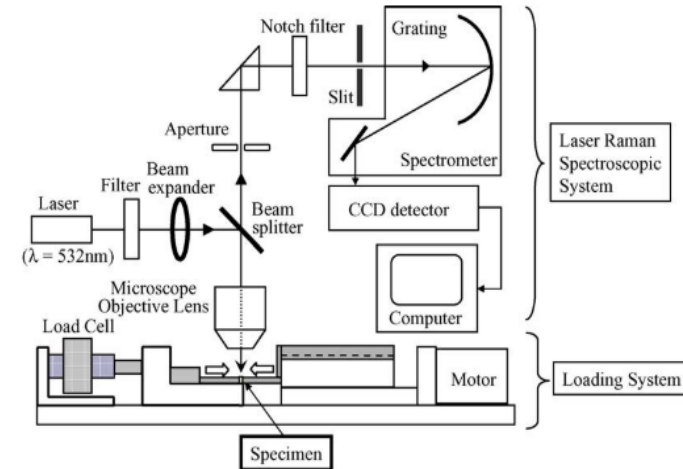 Notch filter
Grating
Slit
Aperture
Spectrometer
Laser Raman
Spectroscopic
System
Beam
expander
Filter
Laser
(λ = 532nm)
Beam
splitter
CCD detector
Microscope
Objective Lens
Computer
Load Cell
Motor
Loading System
Specimen